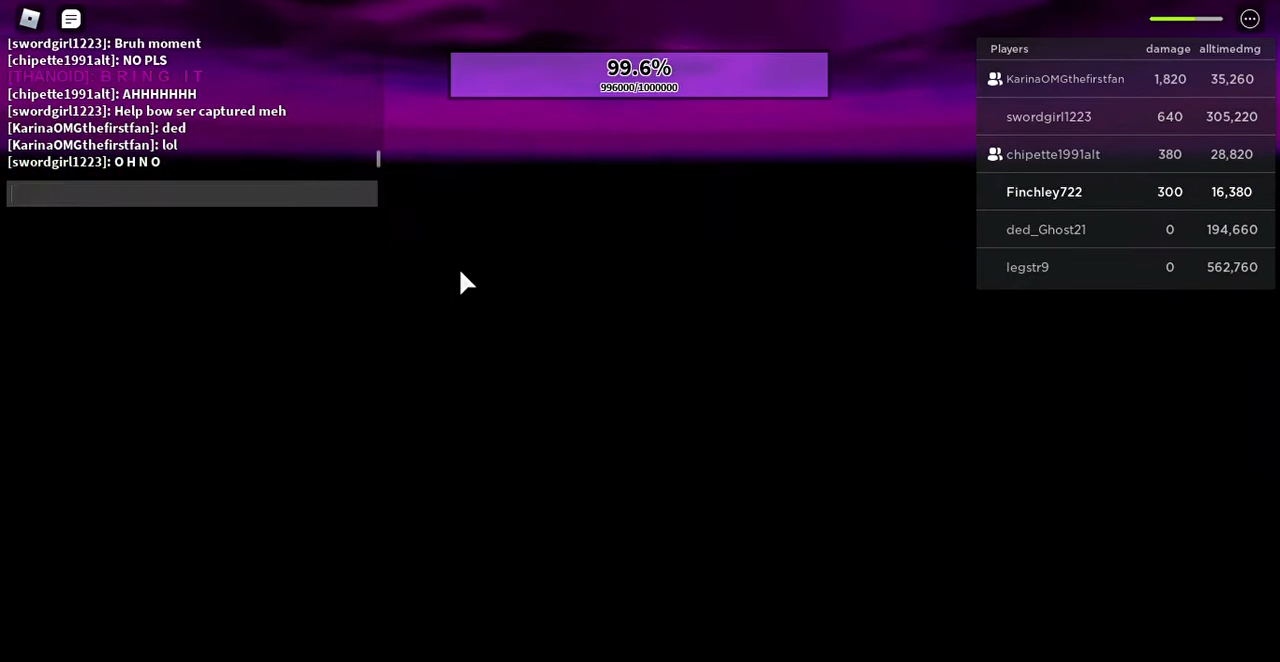 [swordgirl1223]: Bruh moment
[chipette1991alt]: NO PLS
[THANOID]: B R I N G I T
[chipette1991alt]: AHHHHHHH
[swordgirl1223]: Help bow ser captured meh
[KarinaOMGthefirstfan]: ded
[KarinaOMGthefirstfan]: lol
[swordgirl1223]: O H N O
99.6%
996000/1000000
Players damage alltimedmg
KarinaOMGthefirstfan 1,820 35,260
swordgirl1223 640 305,220
chipette1991alt 380 28,820
Finchley722 300 16,380
ded_Ghost21 0 194,660
legstr9 0 562,760